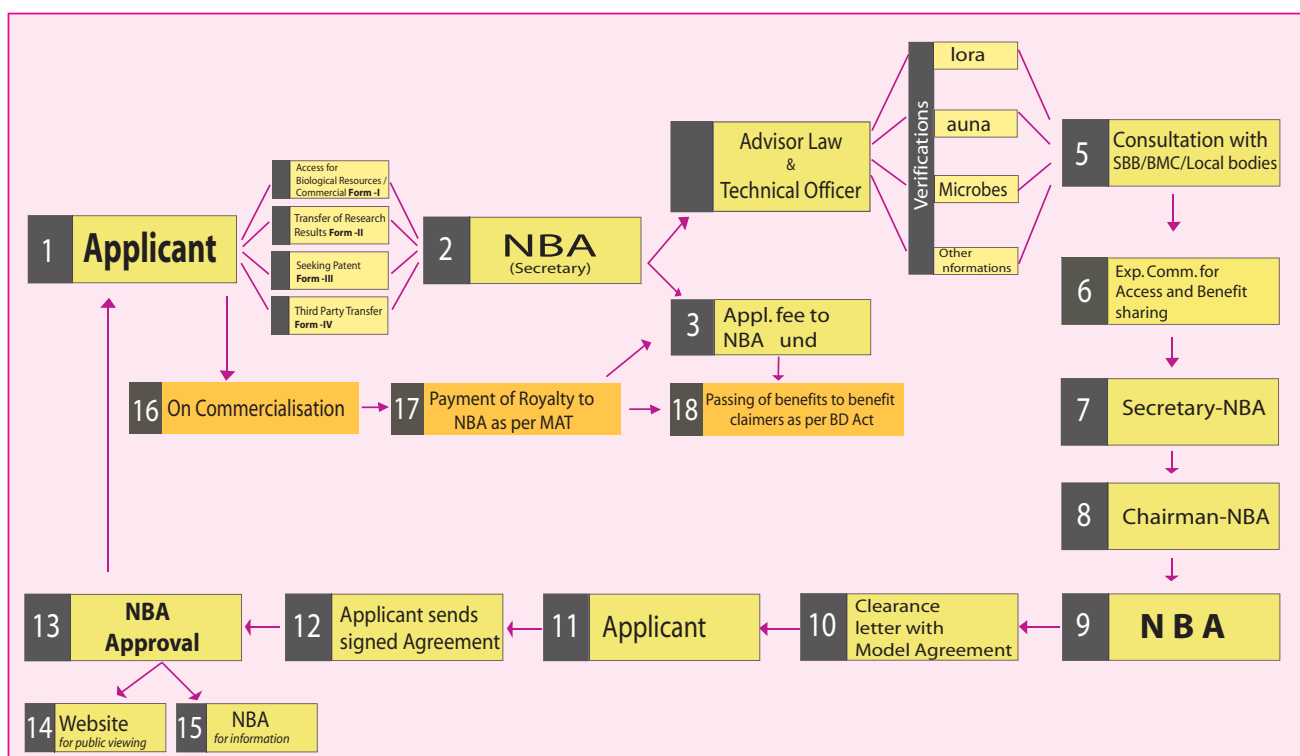 1
Applicant
Access for
Biological Resources /
Commercial Form -I
Transfer of Research
Results Form -II
Seeking Patent
Form -III
Third Party Transfer
Form -IV
2
NBA
(Secretary)
Advisor Law
&
Technical Officer
3
Appl. fee to
NBA und
Verifications
lora
auna
Microbes
Other
nformations
5
Consultation with
SBB/BMC/Local bodies
6
Exp. Comm. for
Access and Benefit
sharing
7
Secretary-NBA
8
Chairman-NBA
9
N B A
10
Clearance
letter with
Model Agreement
11
Applicant
12
Applicant sends
signed Agreement
13
NBA
Approval
14
Website
for public viewing
15
NBA
for information
16
On Commercialisation
17
Payment of Royalty to
NBA as per MAT
18
Passing of benefits to benefit
claimers as per BD Act